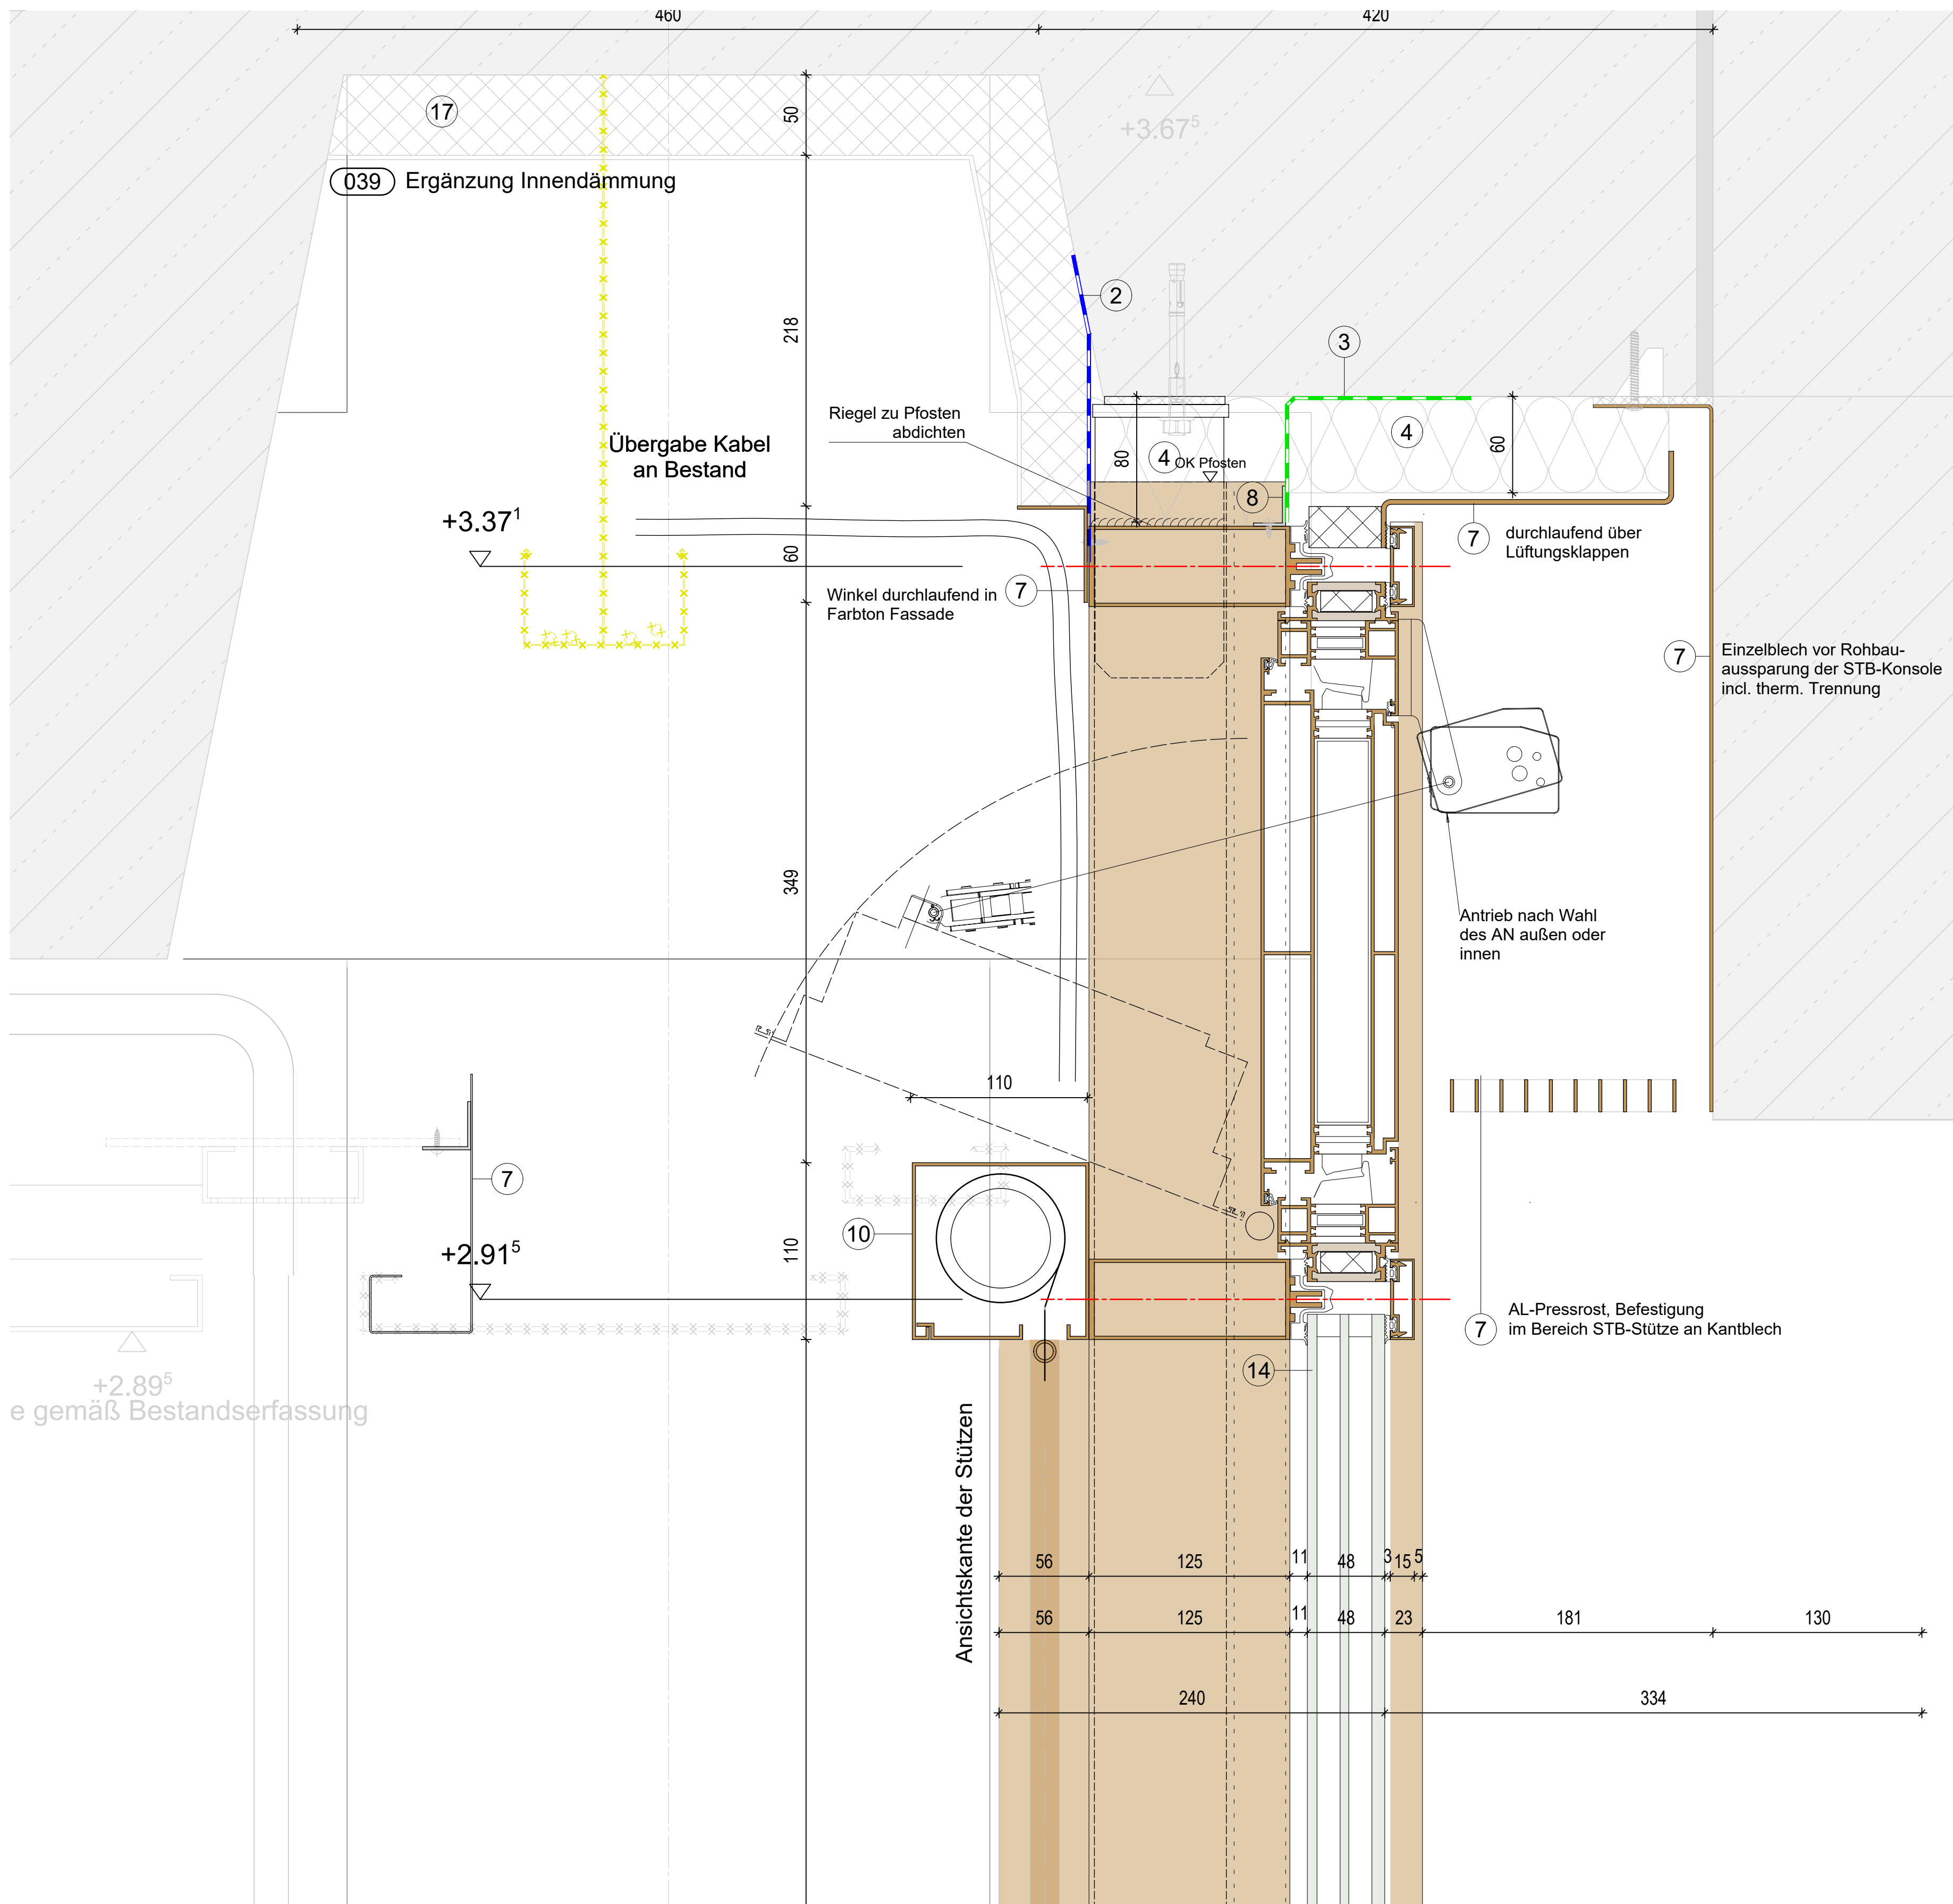 460
420
17
50
+3.67⁵
039 Ergänzung Innendämmung
2
218
3
Riegel zu Pfosten
abdichten
Übergabe Kabel
an Bestand
80
4
OK Pfosten
4
60
8
+3.37¹
7
durchlaufend über
Lüftungsklappen
60
Winkel durchlaufend in
Farbton Fassade
7
7
Einzelblech vor Rohbau-
aussparung der STB-Konsole
incl. therm. Trennung
349
Antrieb nach Wahl
des AN außen oder
innen
110
7
10
110
+2.91⁵
7
AL-Pressrost, Befestigung
im Bereich STB-Stütze an Kantblech
14
+2.89⁵
e gemäß Bestandserfassung
Ansichtskante der Stützen
56 125 11 48 3 15 5
56 125 11 48 23 181 130
240 334